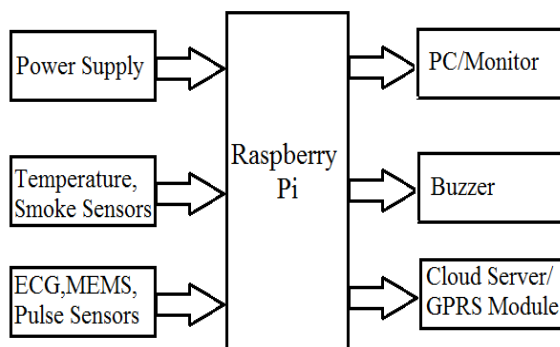 Power Supply
Temperature,
Smoke Sensors
ECG,MEMS,
Pulse Sensors
Raspberry
Pi
PC/Monitor
Buzzer
Cloud Server/
GPRS Module